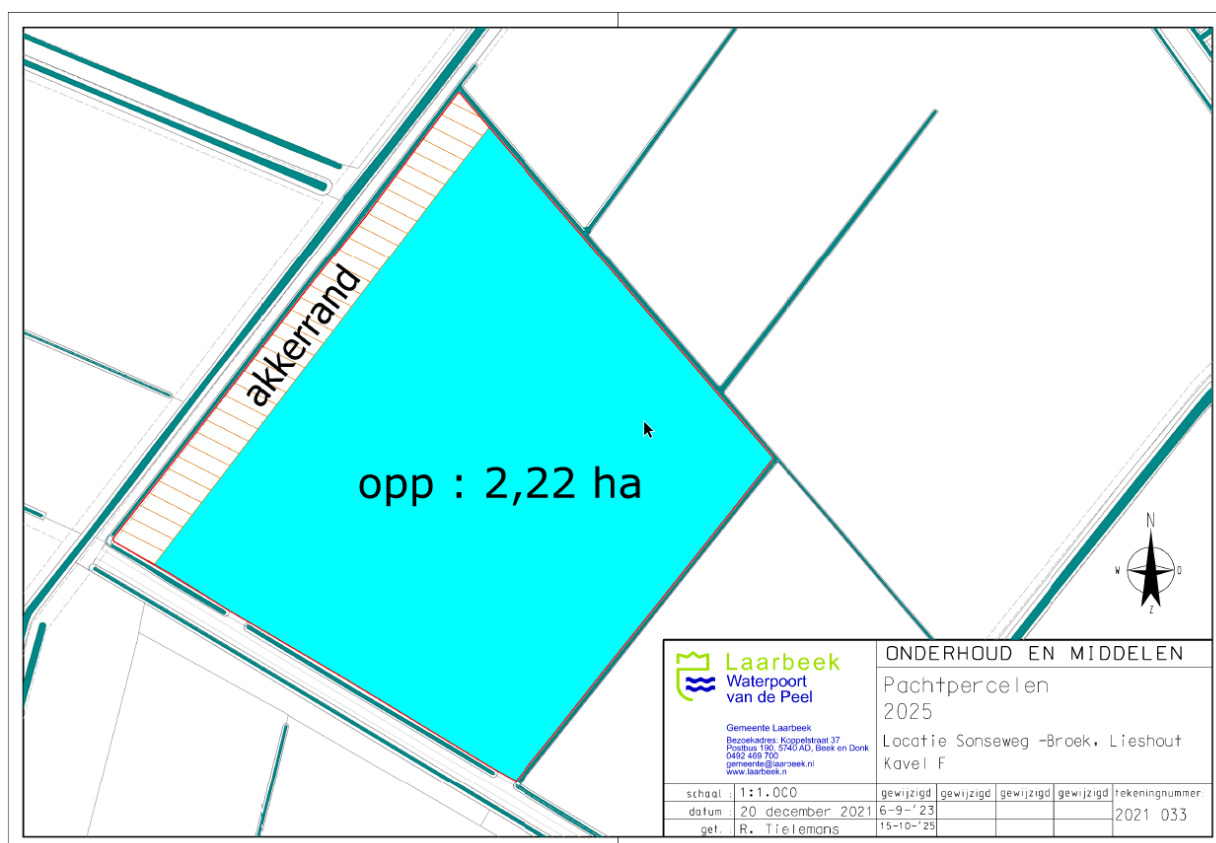 akkerrand
opp : 2,22 ha
N
W
O
Z
Laarbeek
Waterpoort
van de Peel
Gemeente Laarbeek
Bezoekadres: Koppelstraat 37
Postbus 190, 5740 AD, Beek en Donk
0492 469 700
gemeente@laarbeek.nl
www.laarbeek.n
ONDERHOUD EN MIDDELEN
Pachtpercelen
2025
Locatie Sonseweg -Broek, Lieshout
Kavel F
schaal : 1:1.000
datum : 20 december 2021
get. : R. Tielemans
gewijzigd gewijzigd gewijzigd gewijzigd
6-9-'23
15-10-'25
tekeningnummer:
2021 033